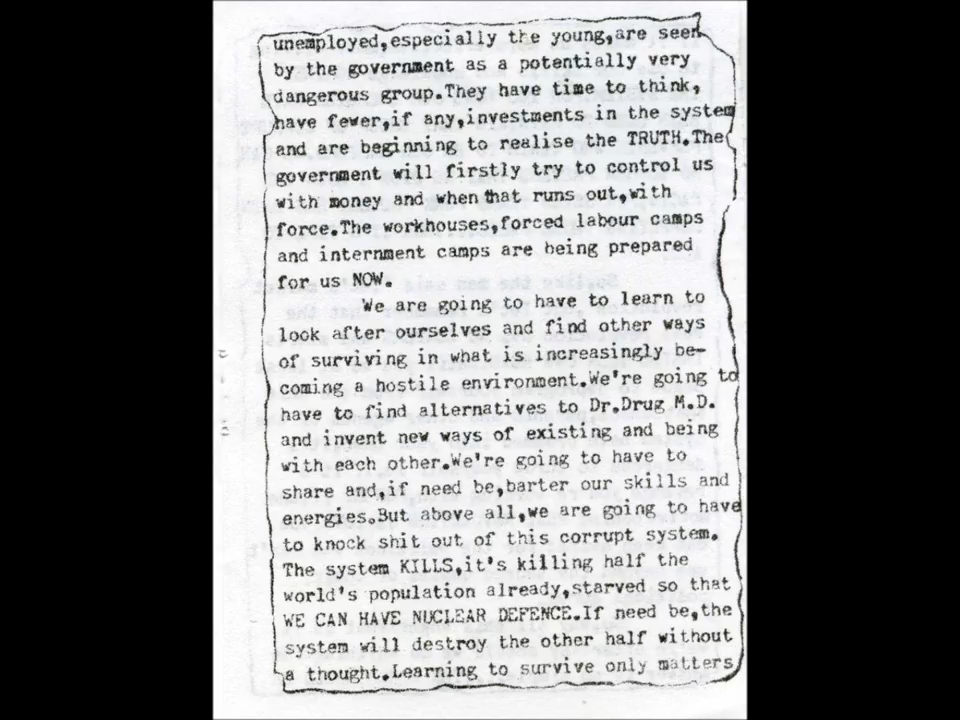 unemployed,especially the young,are seen
by the government as a potentially very
dangerous group.They have time to think,
have fewer,if any,investments in the system
and are beginning to realise the TRUTH.The
government will firstly try to control us
with money and when that runs out,with
force.The workhouses,forced labour camps
and internment camps are being prepared
for us NOW.
We are going to have to learn to
look after ourselves and find other ways
of surviving in what is increasingly be-
coming a hostile environment.We're going to
have to find alternatives to Dr.Drug M.D.
and invent new ways of existing and being
with each other.We're going to have to
share and,if need be,barter our skills and
energies.But above all,we are going to have
to knock shit out of this corrupt system.
The system KILLS,it's killing half the
world's population already,starved so that
WE CAN HAVE NUCLEAR DEFENCE.If need be,the
system will destroy the other half without
a thought.Learning to survive only matters